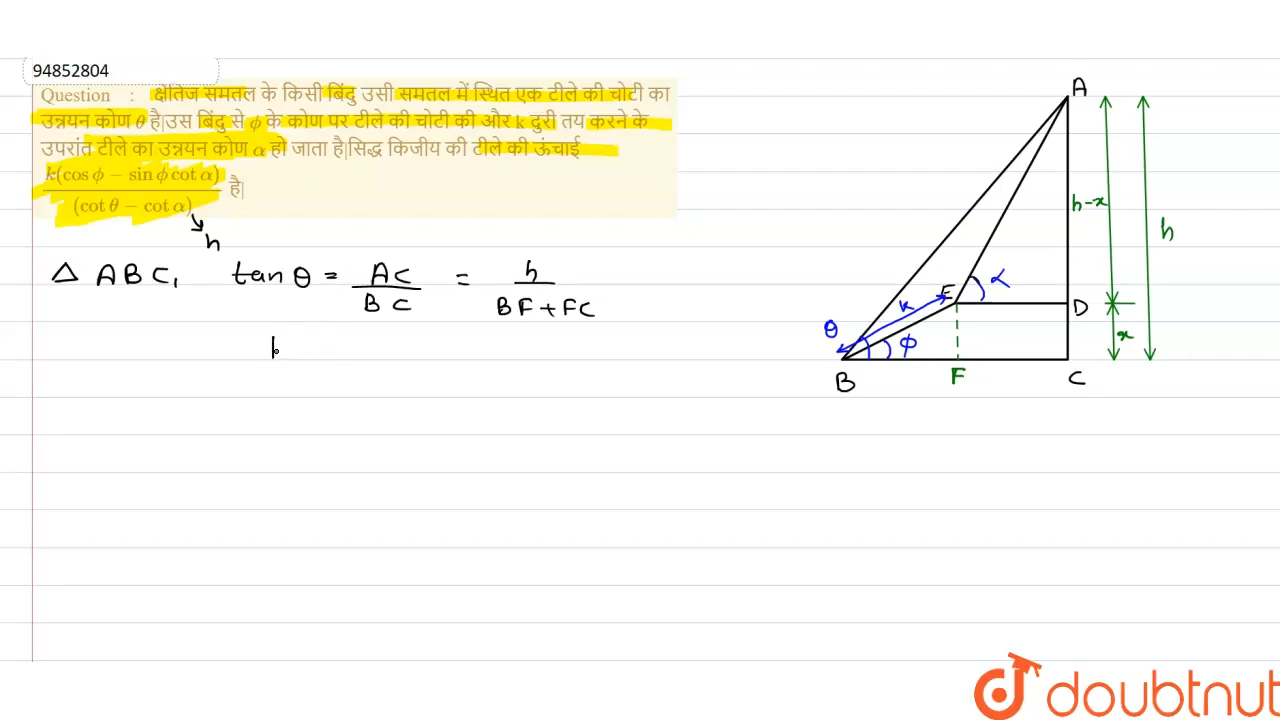 94852804
Question : क्षैतिज समतल के किसी बिंदु उसी समतल में स्थित एक टीले की चोटी का
उन्नयन कोण θ है|उस बिंदु से ϕ के कोण पर टीले की चोटी की और k दुरी तय करने के
उपरांत टीले का उन्नयन कोण α हो जाता है|सिद्ध किजीय की टीले की ऊंचाई
k(cos ϕ − sin ϕ cot α) / (cot θ − cot α) है|
h
Δ ABC, tan θ = AC / BC = h / BF + FC
A
h-x
h
E
α
D
k
θ
ϕ
x
B
F
C
doubtnut